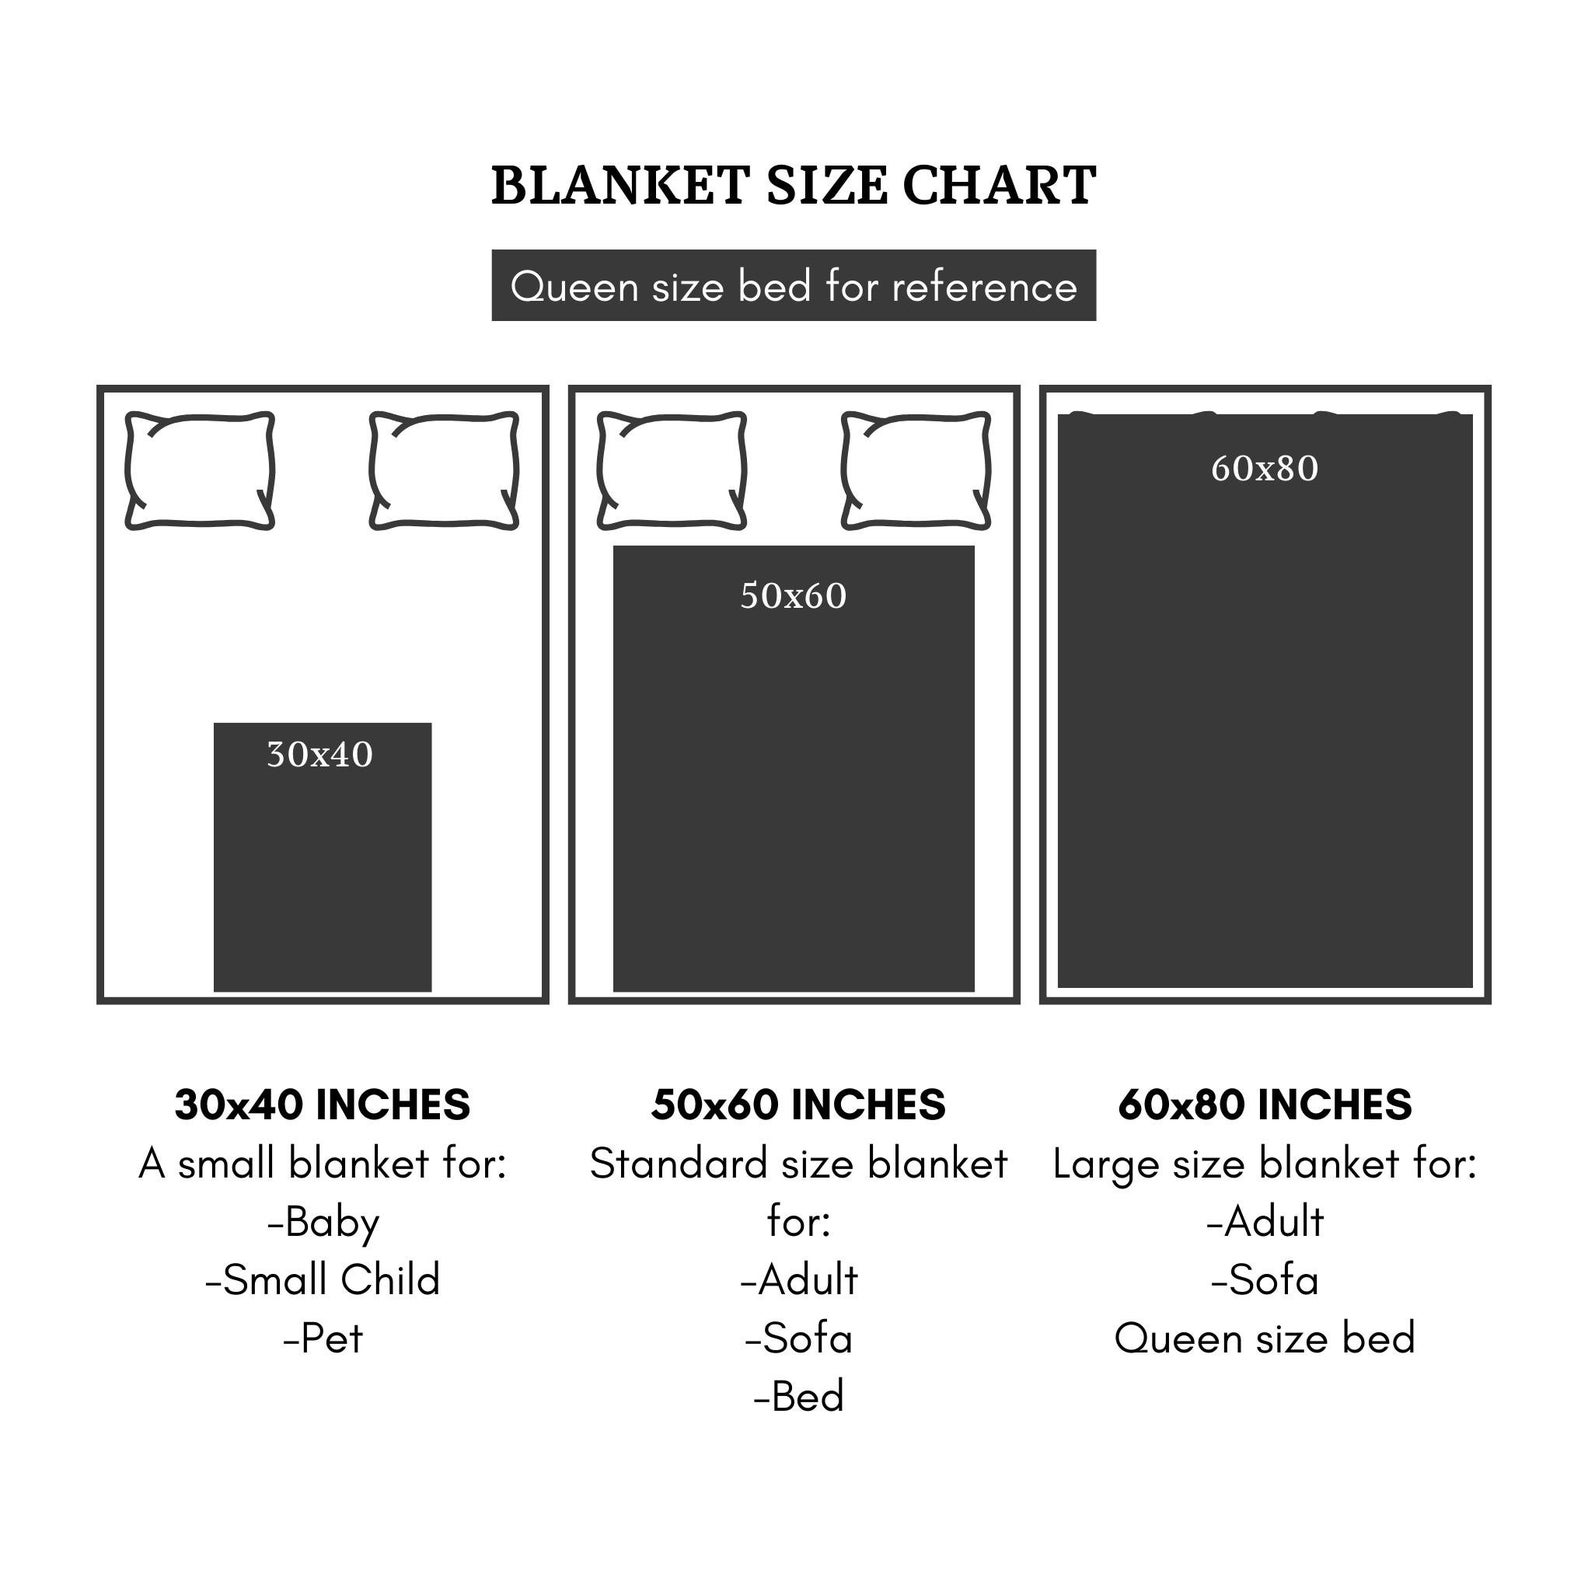 BLANKET SIZE CHART
Queen size bed for reference
30x40
50x60
60x80
30x40 INCHES
A small blanket for:
-Baby
-Small Child
-Pet
50x60 INCHES
Standard size blanket
for:
-Adult
-Sofa
-Bed
60x80 INCHES
Large size blanket for:
-Adult
-Sofa
Queen size bed